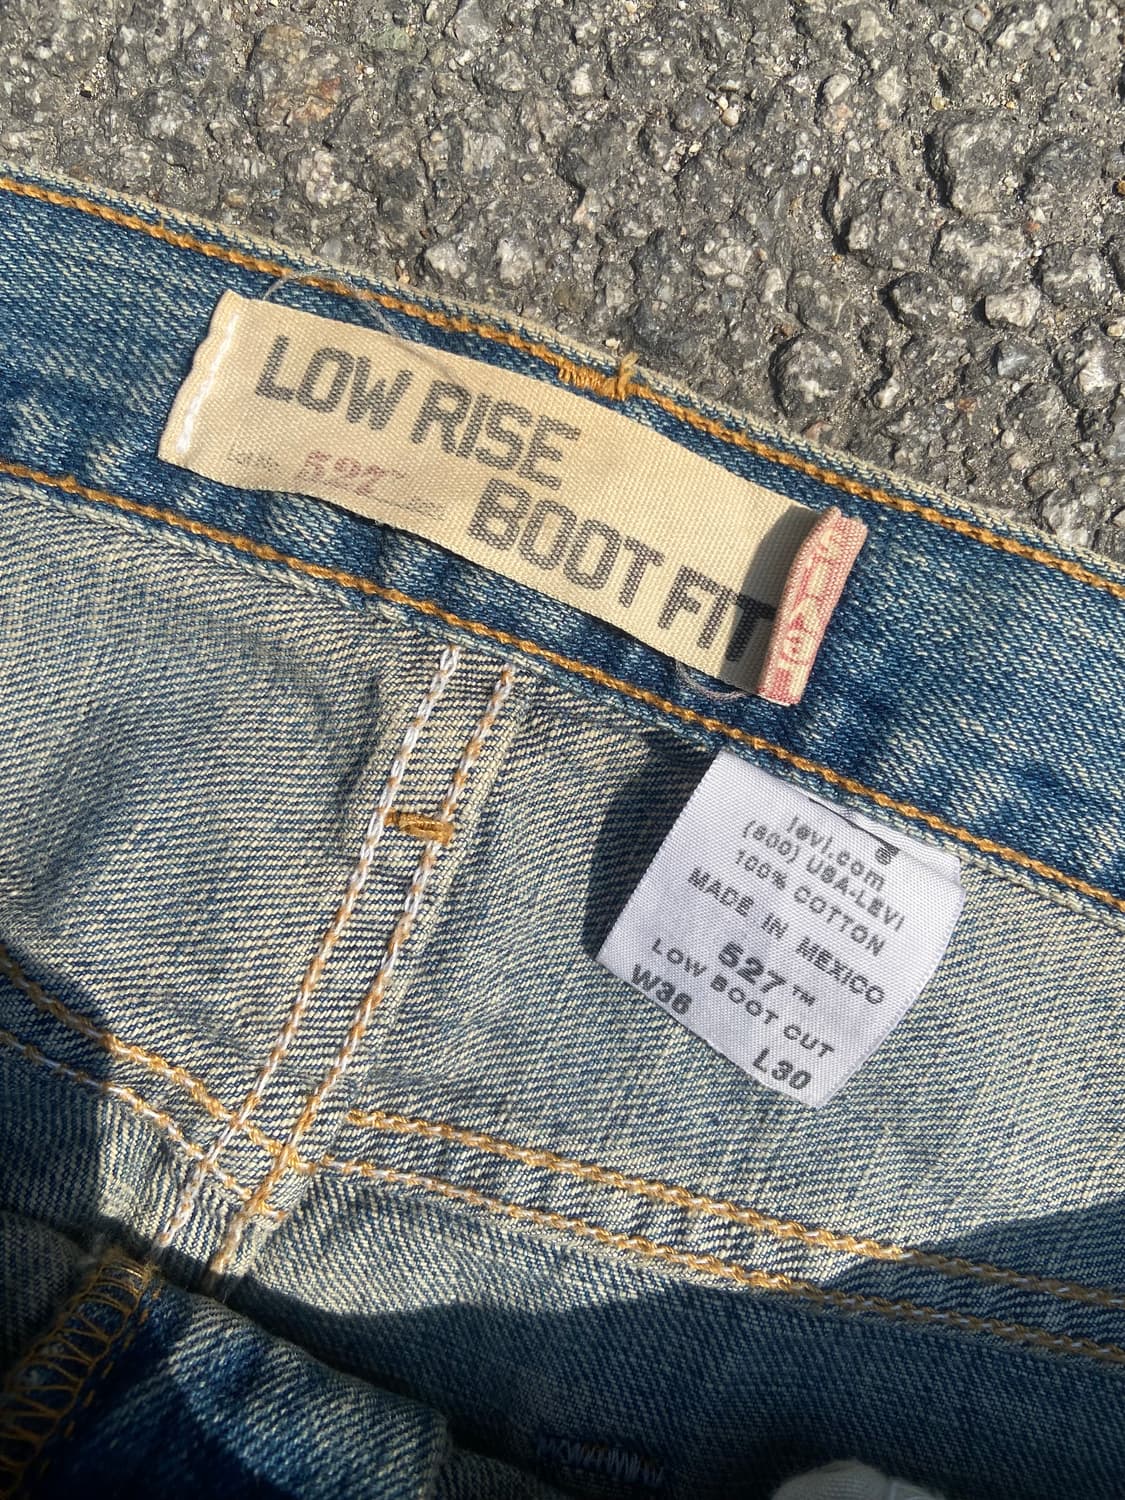 LOW RISE
527
BOOT FIT
LEVI'S
levi.com
(800) USA-LEVI
100% COTTON
MADE IN MEXICO
527™
LOW BOOT CUT
W36 L30